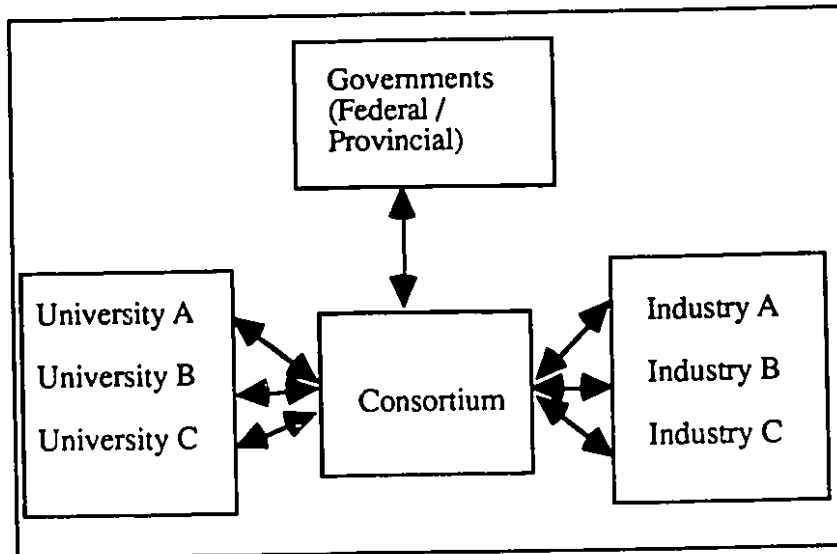 Governments
(Federal /
Provincial)
University A
University B
University C
Consortium
Industry A
Industry B
Industry C